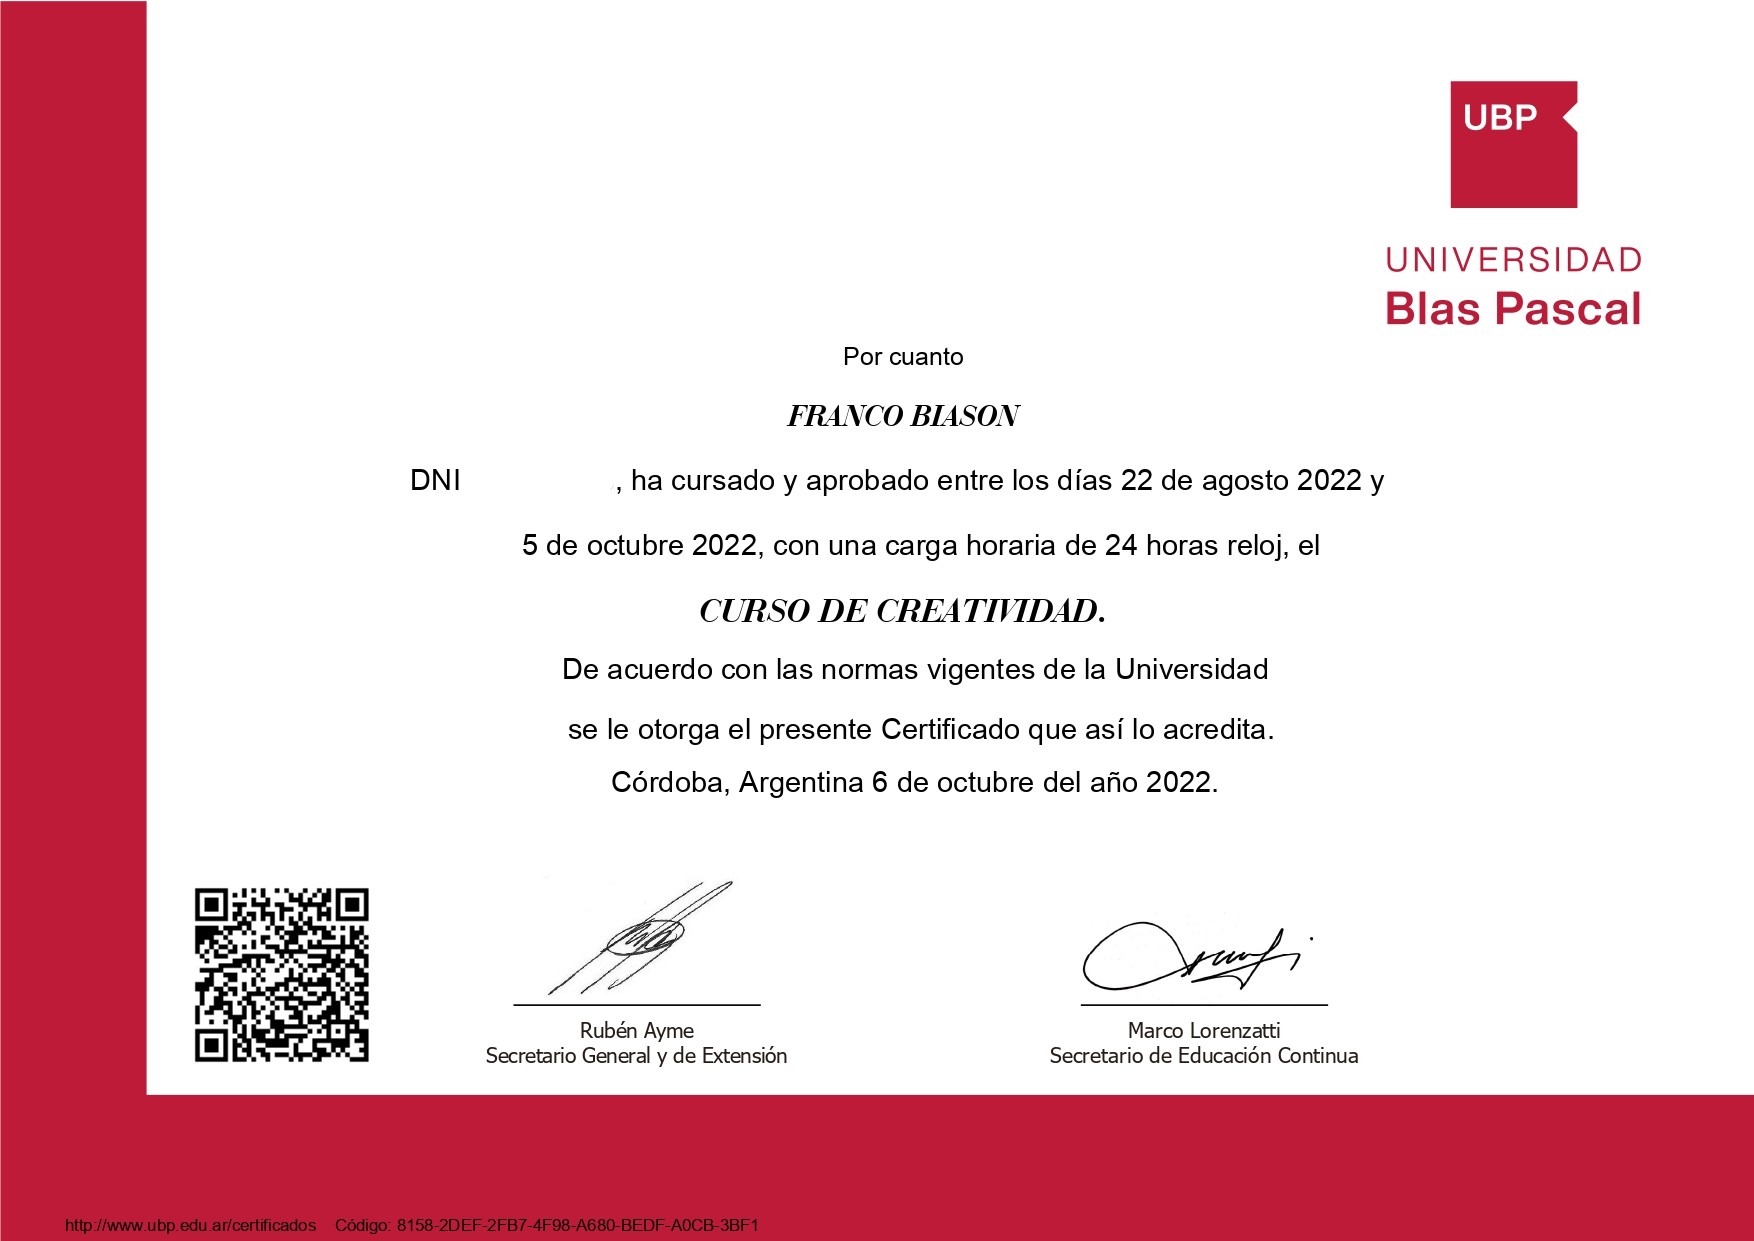 UBP
UNIVERSIDAD
Blas Pascal
Por cuanto
FRANCO BIASON
DNI , ha cursado y aprobado entre los días 22 de agosto 2022 y
5 de octubre 2022, con una carga horaria de 24 horas reloj, el
CURSO DE CREATIVIDAD.
De acuerdo con las normas vigentes de la Universidad
se le otorga el presente Certificado que así lo acredita.
Córdoba, Argentina 6 de octubre del año 2022.
Rubén Ayme
Secretario General y de Extensión
Marco Lorenzatti
Secretario de Educación Continua
http://www.ubp.edu.ar/certificados Código: 8158-2DEF-2FB7-4F98-A680-BEDF-A0CB-3BF1